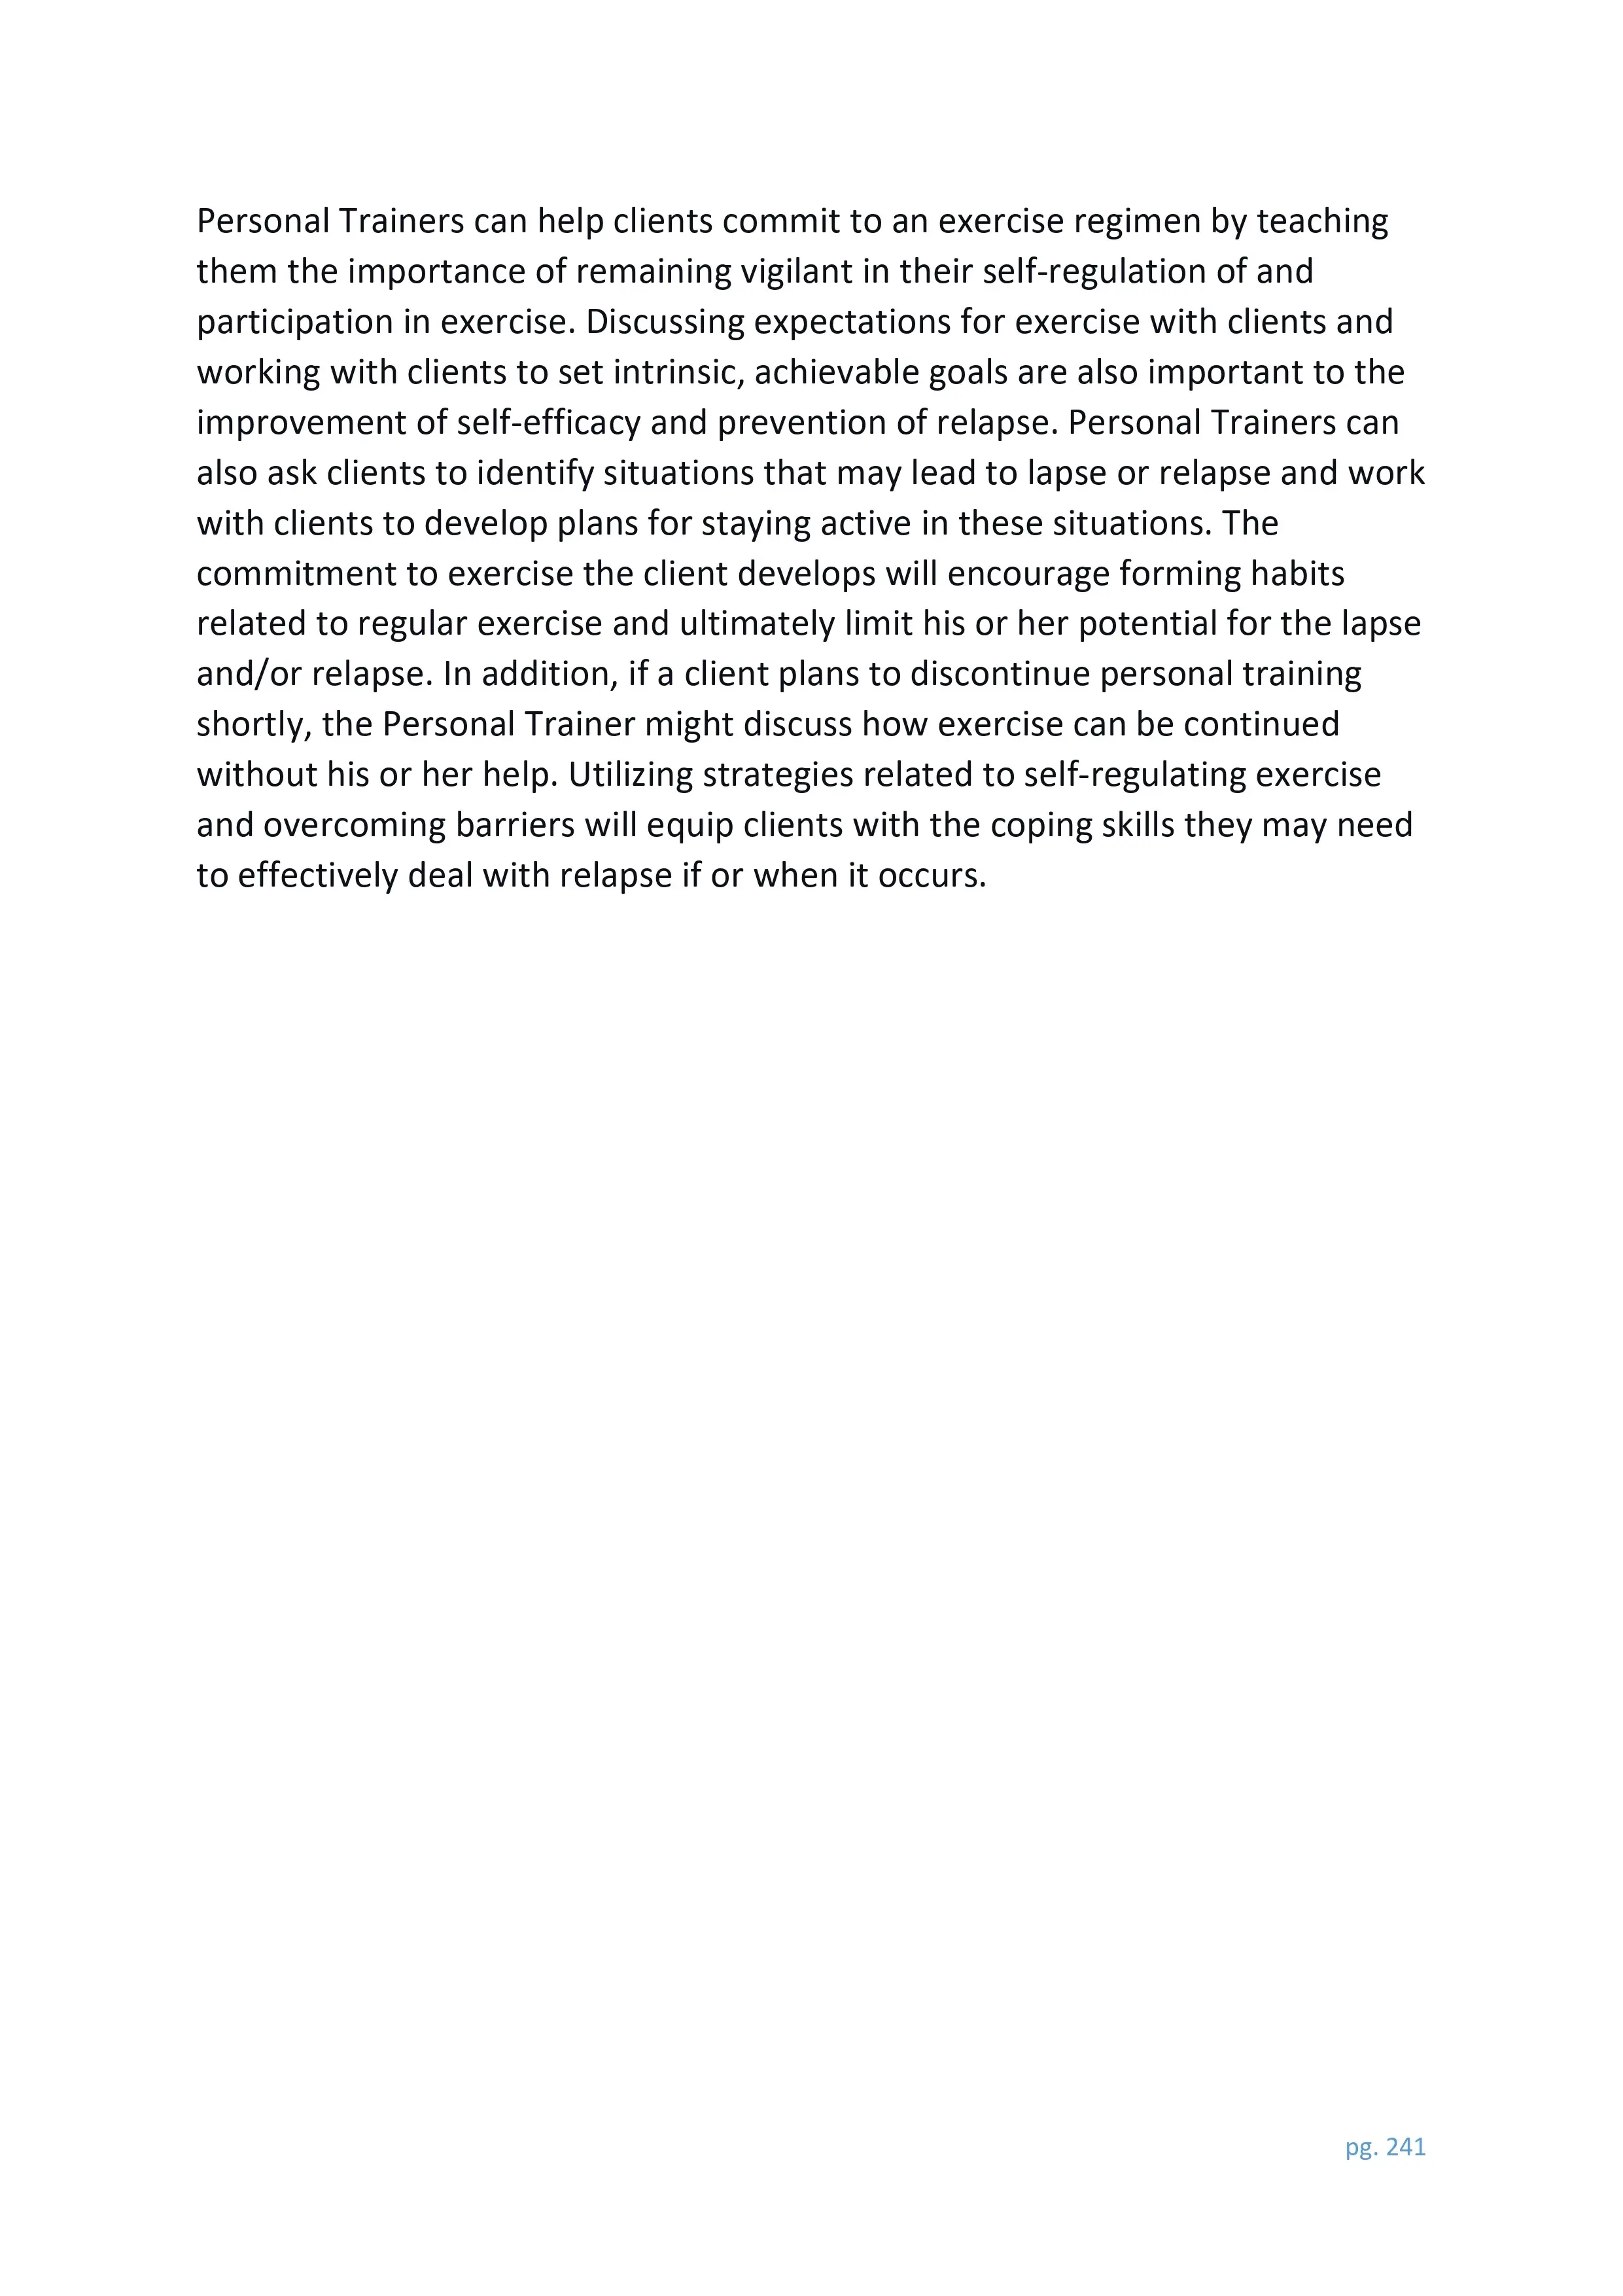 Personal Trainers can help clients commit to an exercise regimen by teaching
them the importance of remaining vigilant in their self-regulation of and
participation in exercise. Discussing expectations for exercise with clients and
working with clients to set intrinsic, achievable goals are also important to the
improvement of self-efficacy and prevention of relapse. Personal Trainers can
also ask clients to identify situations that may lead to lapse or relapse and work
with clients to develop plans for staying active in these situations. The
commitment to exercise the client develops will encourage forming habits
related to regular exercise and ultimately limit his or her potential for the lapse
and/or relapse. In addition, if a client plans to discontinue personal training
shortly, the Personal Trainer might discuss how exercise can be continued
without his or her help. Utilizing strategies related to self-regulating exercise
and overcoming barriers will equip clients with the coping skills they may need
to effectively deal with relapse if or when it occurs.
pg. 241